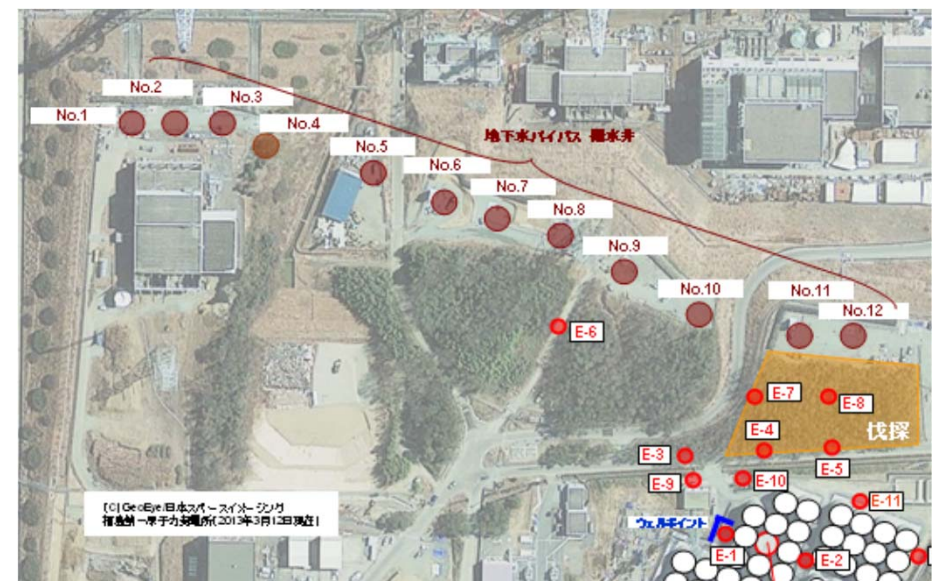 No.2
No.3
No.1
No.4
No.5
地下水バイパス 揚水井
No.6
No.7
No.8
No.9
No.10
No.11
No.12
E-6
E-7
E-8
伐採
E-4
E-3
E-5
E-9
E-10
E-11
(C)GeoEye/日本スペースイメージング
福島第一原子力発電所(2013年3月12日現在)
ウェルポイント
E-1
E-2